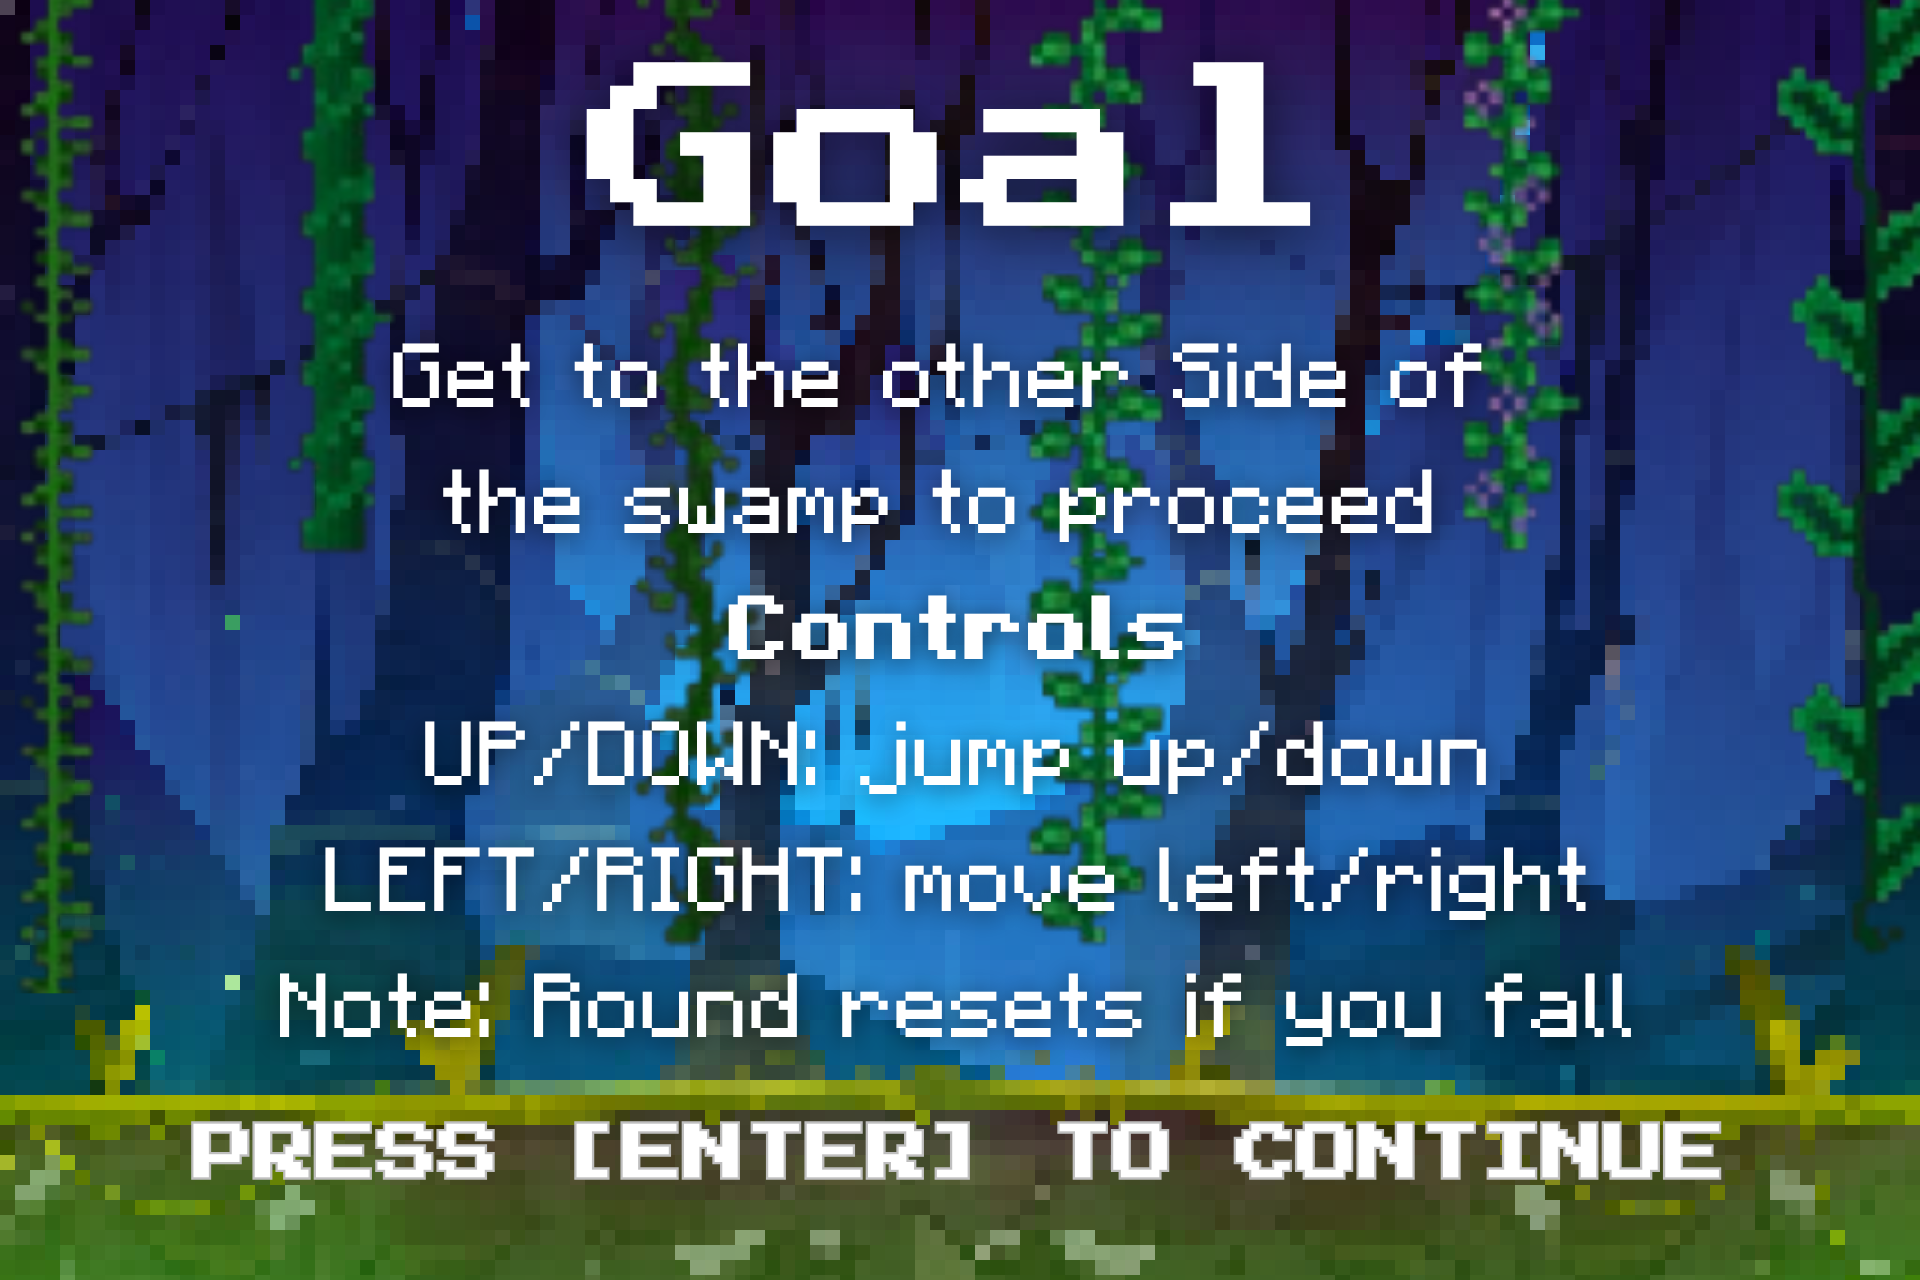 Goal
Get to the other Side of
the swamp to proceed
Controls
UP/DOWN: jump up/down
LEFT/RIGHT: move left/right
Note: Round resets if you fall
PRESS [ENTER] TO CONTINUE